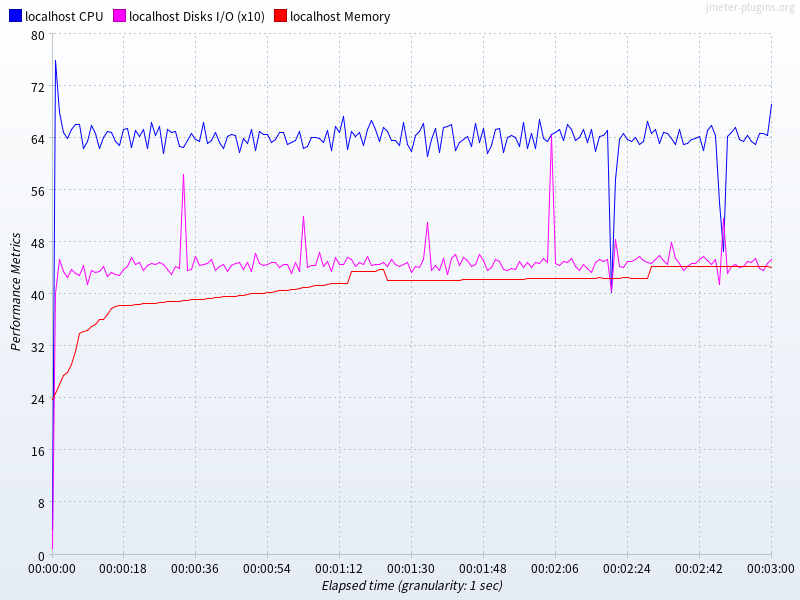 jmeter-plugins.org
localhost CPU localhost Disks I/O (x10) localhost Memory
80
72
64
56
48
40
32
24
16
8
0
Performance Metrics
00:00:00 00:00:18 00:00:36 00:00:54 00:01:12 00:01:30 00:01:48 00:02:06 00:02:24 00:02:42 00:03:00
Elapsed time (granularity: 1 sec)